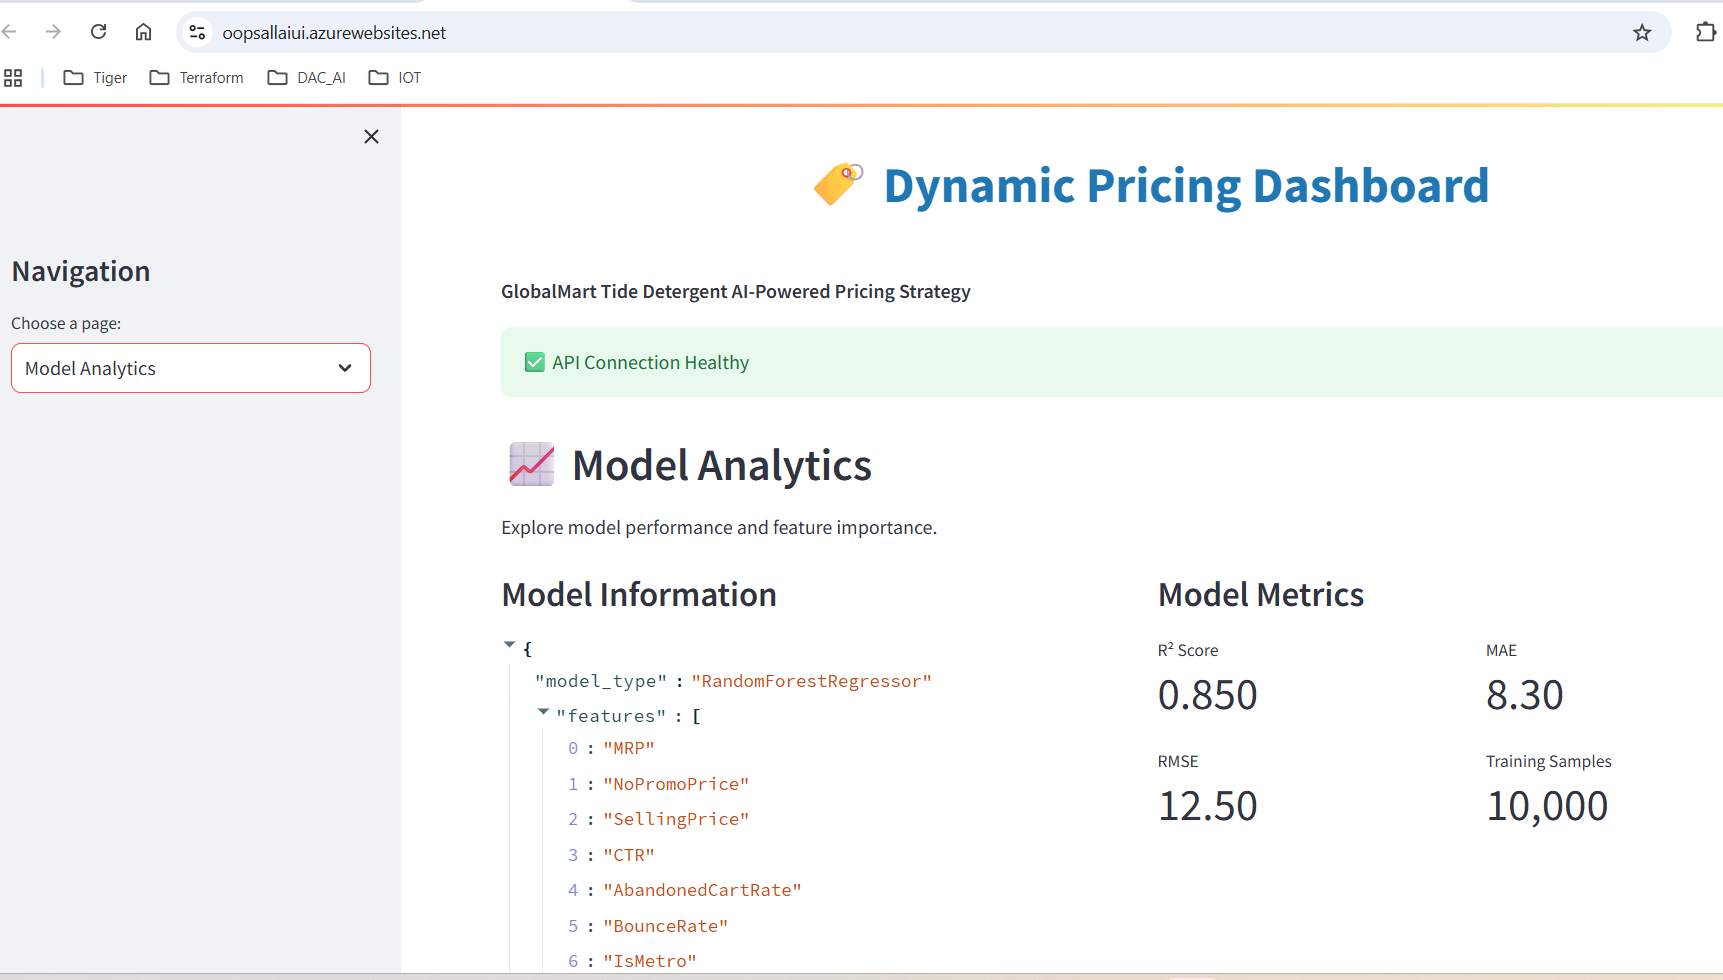 oopsallaiui.azurewebsites.net
Tiger Terraform DAC_AI IOT
Dynamic Pricing Dashboard
Navigation
Choose a page:
Model Analytics
GlobalMart Tide Detergent AI-Powered Pricing Strategy
API Connection Healthy
Model Analytics
Explore model performance and feature importance.
Model Information
{
"model_type" : "RandomForestRegressor"
"features" : [
0 : "MRP"
1 : "NoPromoPrice"
2 : "SellingPrice"
3 : "CTR"
4 : "AbandonedCartRate"
5 : "BounceRate"
6 : "IsMetro"
Model Metrics
R² Score
0.850
MAE
8.30
RMSE
12.50
Training Samples
10,000